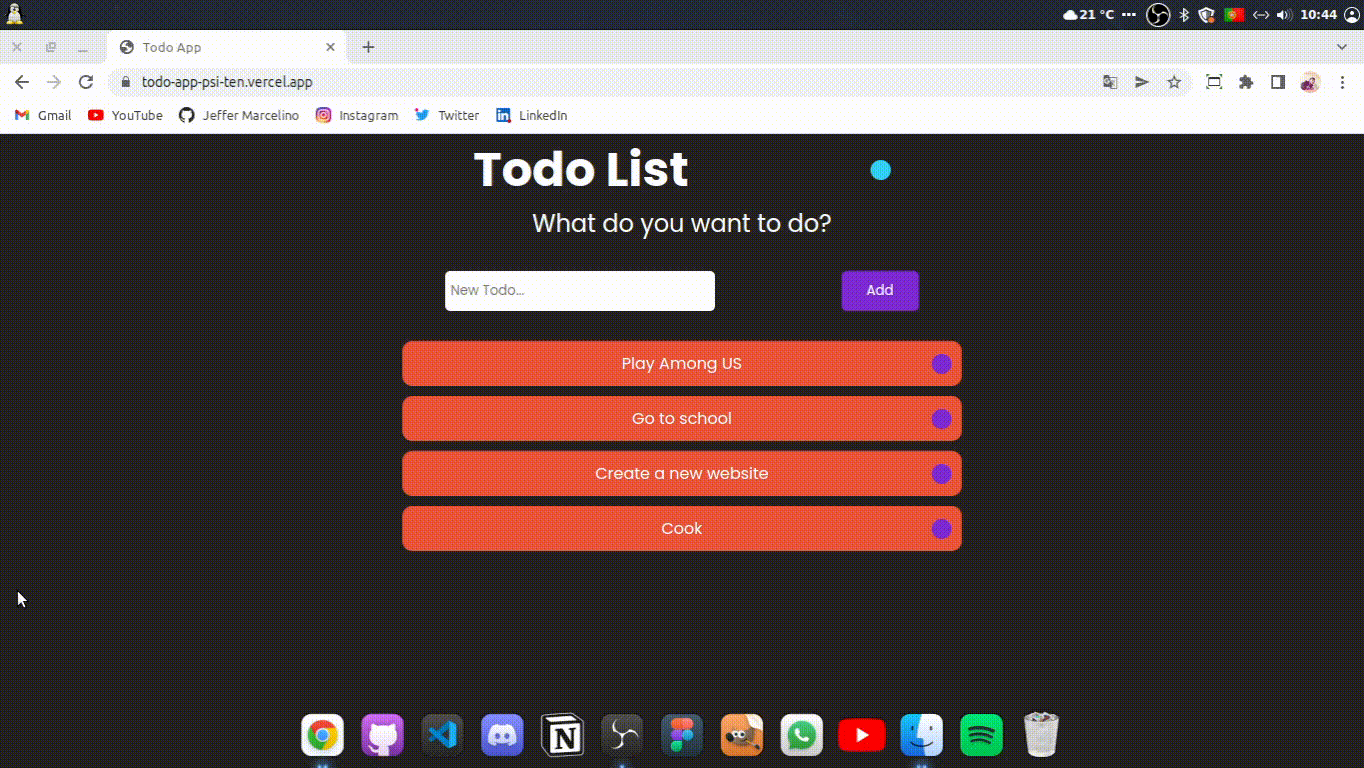 21 °C
10:44
Todo App
todo-app-psi-ten.vercel.app
Gmail YouTube Jeffer Marcelino Instagram Twitter LinkedIn
Todo List
What do you want to do?
New Todo... Add
Play Among US
Go to school
Create a new website
Cook